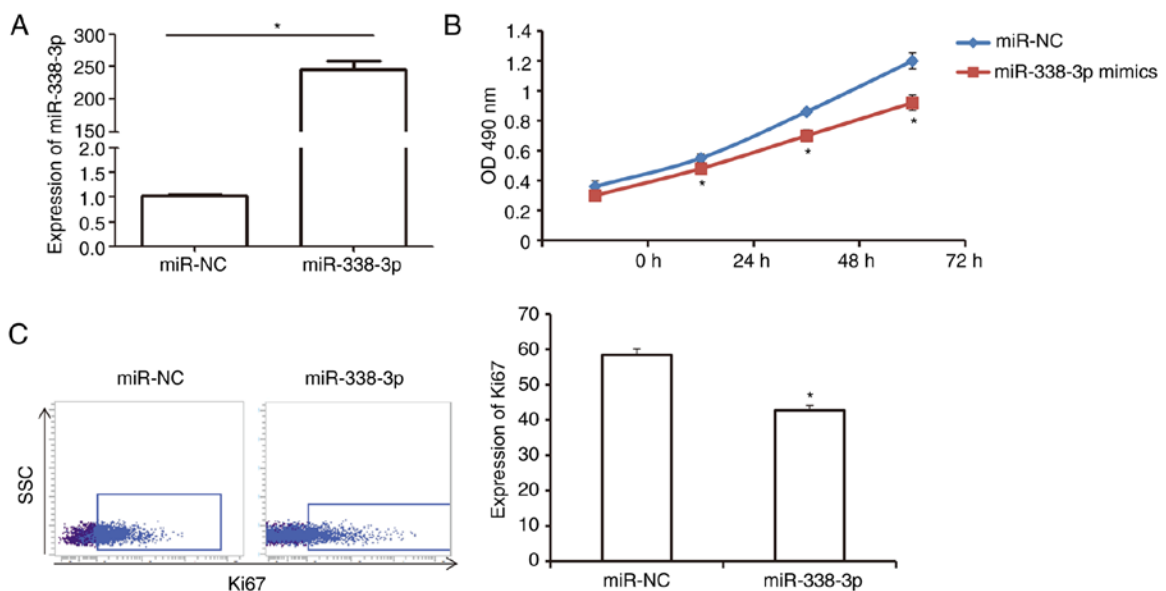 A
*
Expression of miR-338-3p
300
250
200
150
2.0
1.5
1.0
0.5
0.0
miR-NC miR-338-3p
B
miR-NC
miR-338-3p mimics
OD 490 nm
1.4
1.2
1
0.8
0.6
0.4
0.2
0
* * *
0 h 24 h 48 h 72 h
C
miR-NC miR-338-3p
SSC
Ki67
Expression of Ki67
70
60
50
40
30
20
10
0
*
miR-NC miR-338-3p